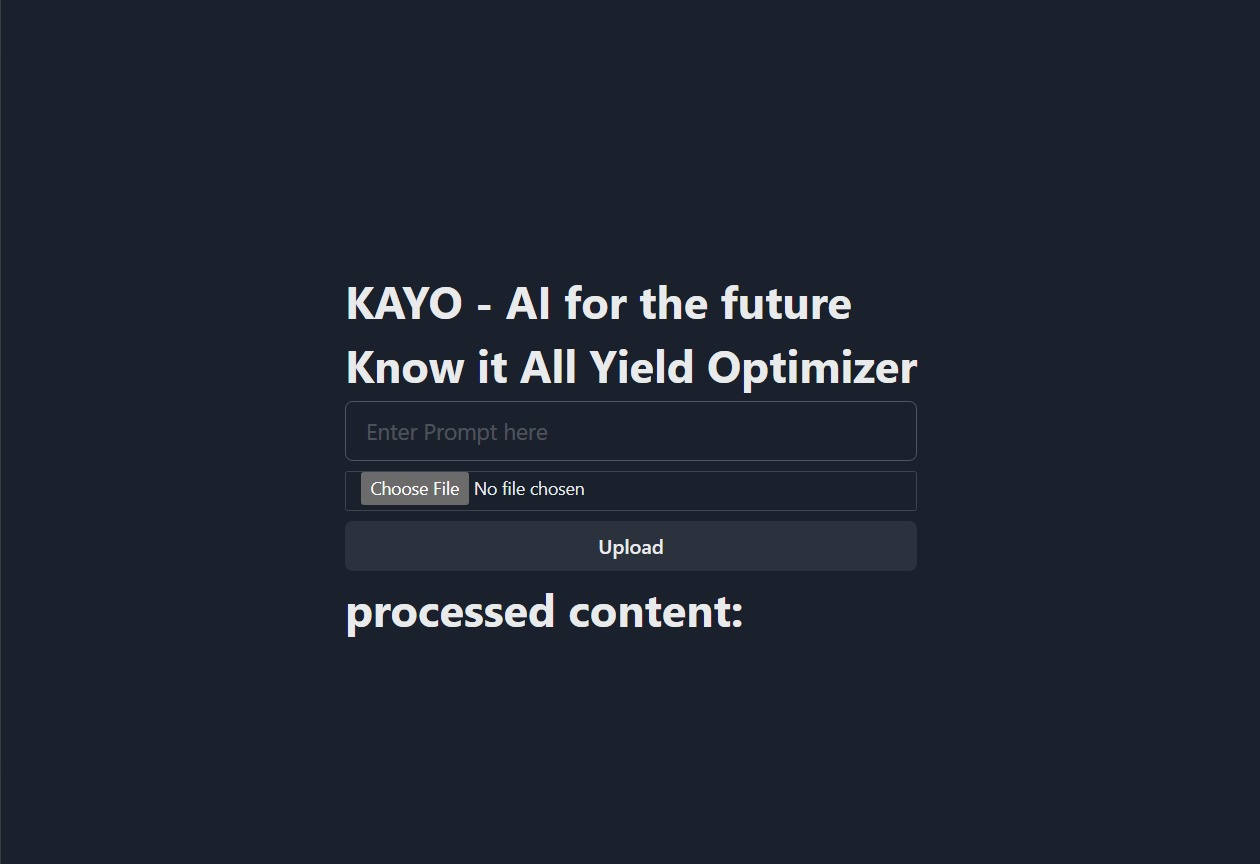 KAYO - AI for the future
Know it All Yield Optimizer
Enter Prompt here
Choose File No file chosen
Upload
processed content: